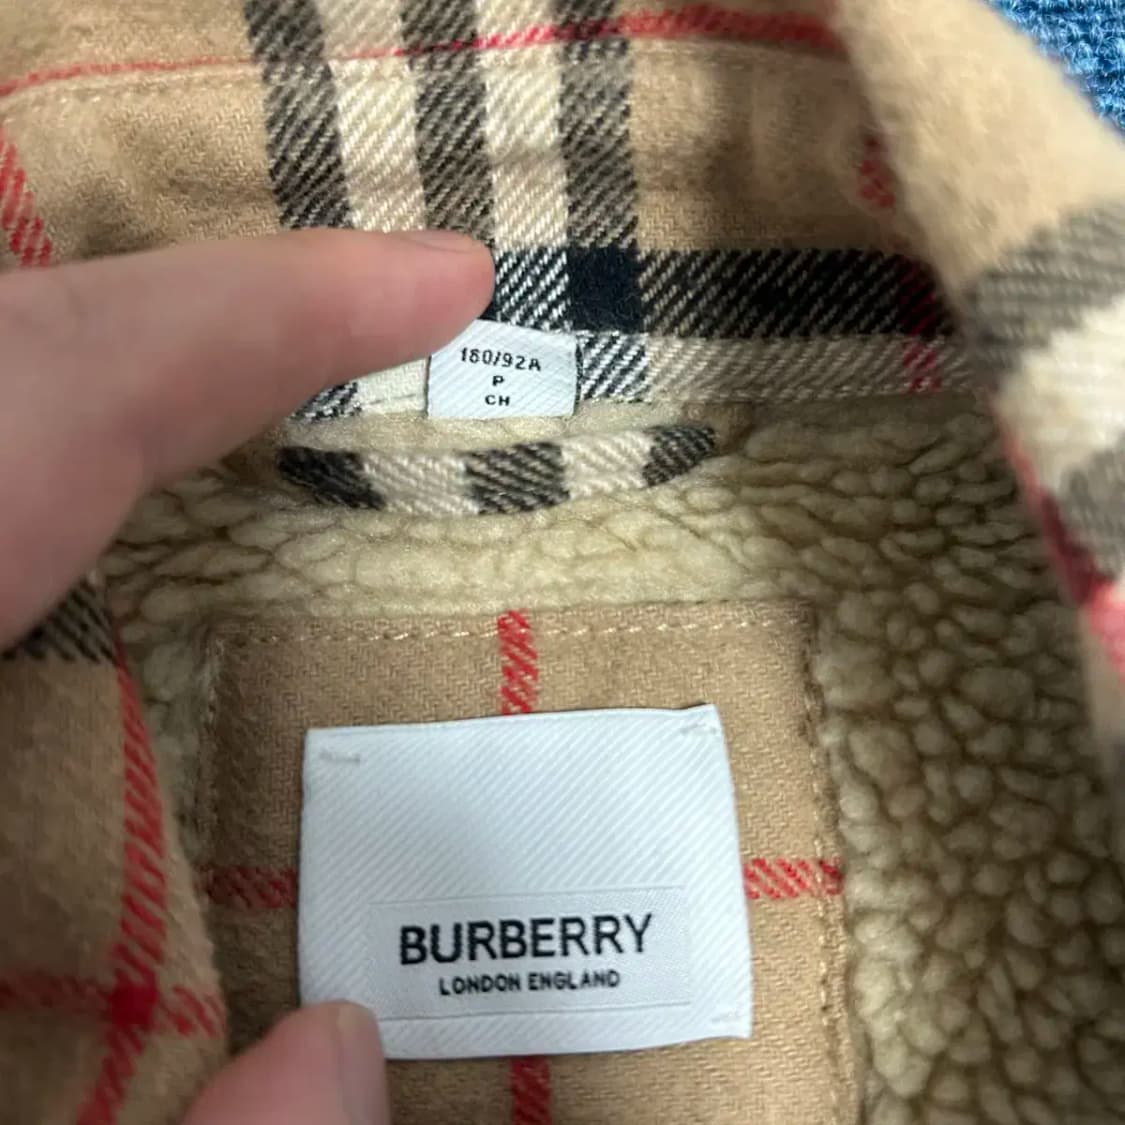 180/92A
P
CH
BURBERRY
LONDON ENGLAND